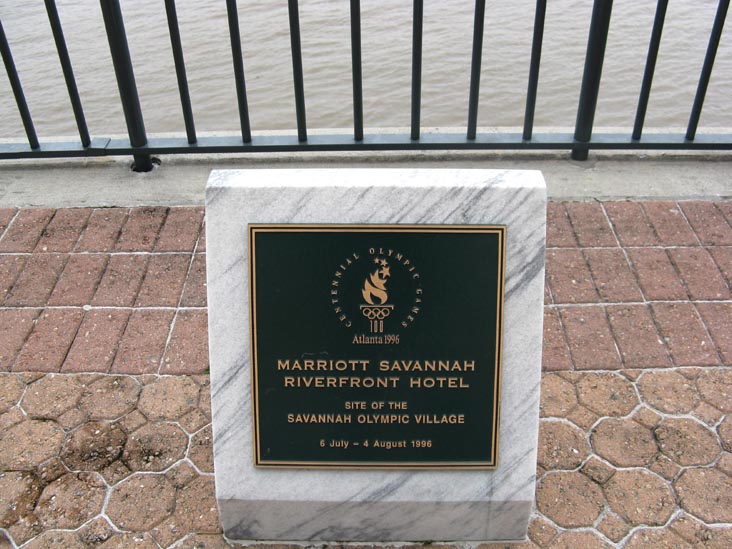 CENTENNIAL OLYMPIC GAMES
100
Atlanta 1996
MARRIOTT SAVANNAH
RIVERFRONT HOTEL
SITE OF THE
SAVANNAH OLYMPIC VILLAGE
6 July – 4 August 1996